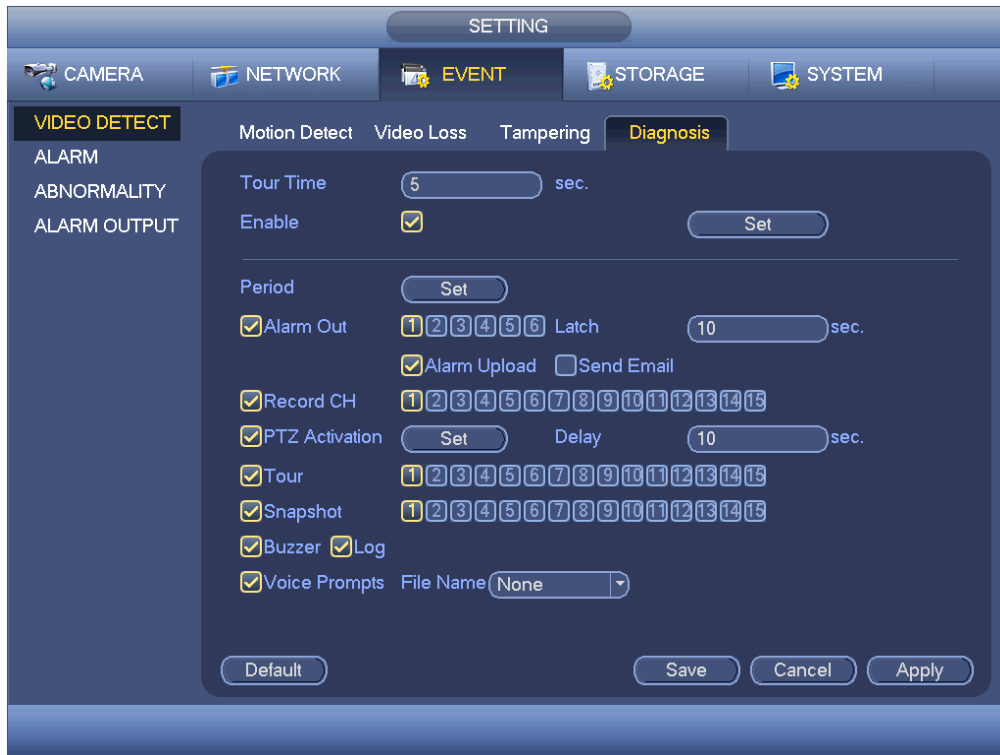 SETTING
CAMERA NETWORK EVENT STORAGE SYSTEM
VIDEO DETECT
ALARM
ABNORMALITY
ALARM OUTPUT
Motion Detect Video Loss Tampering Diagnosis
Tour Time 5 sec.
Enable Set
Period Set
Alarm Out 1 2 3 4 5 6 Latch 10 sec.
Alarm Upload Send Email
Record CH 1 2 3 4 5 6 7 8 9 10 11 12 13 14 15
PTZ Activation Set Delay 10 sec.
Tour 1 2 3 4 5 6 7 8 9 10 11 12 13 14 15
Snapshot 1 2 3 4 5 6 7 8 9 10 11 12 13 14 15
Buzzer Log
Voice Prompts File Name None
Default Save Cancel Apply